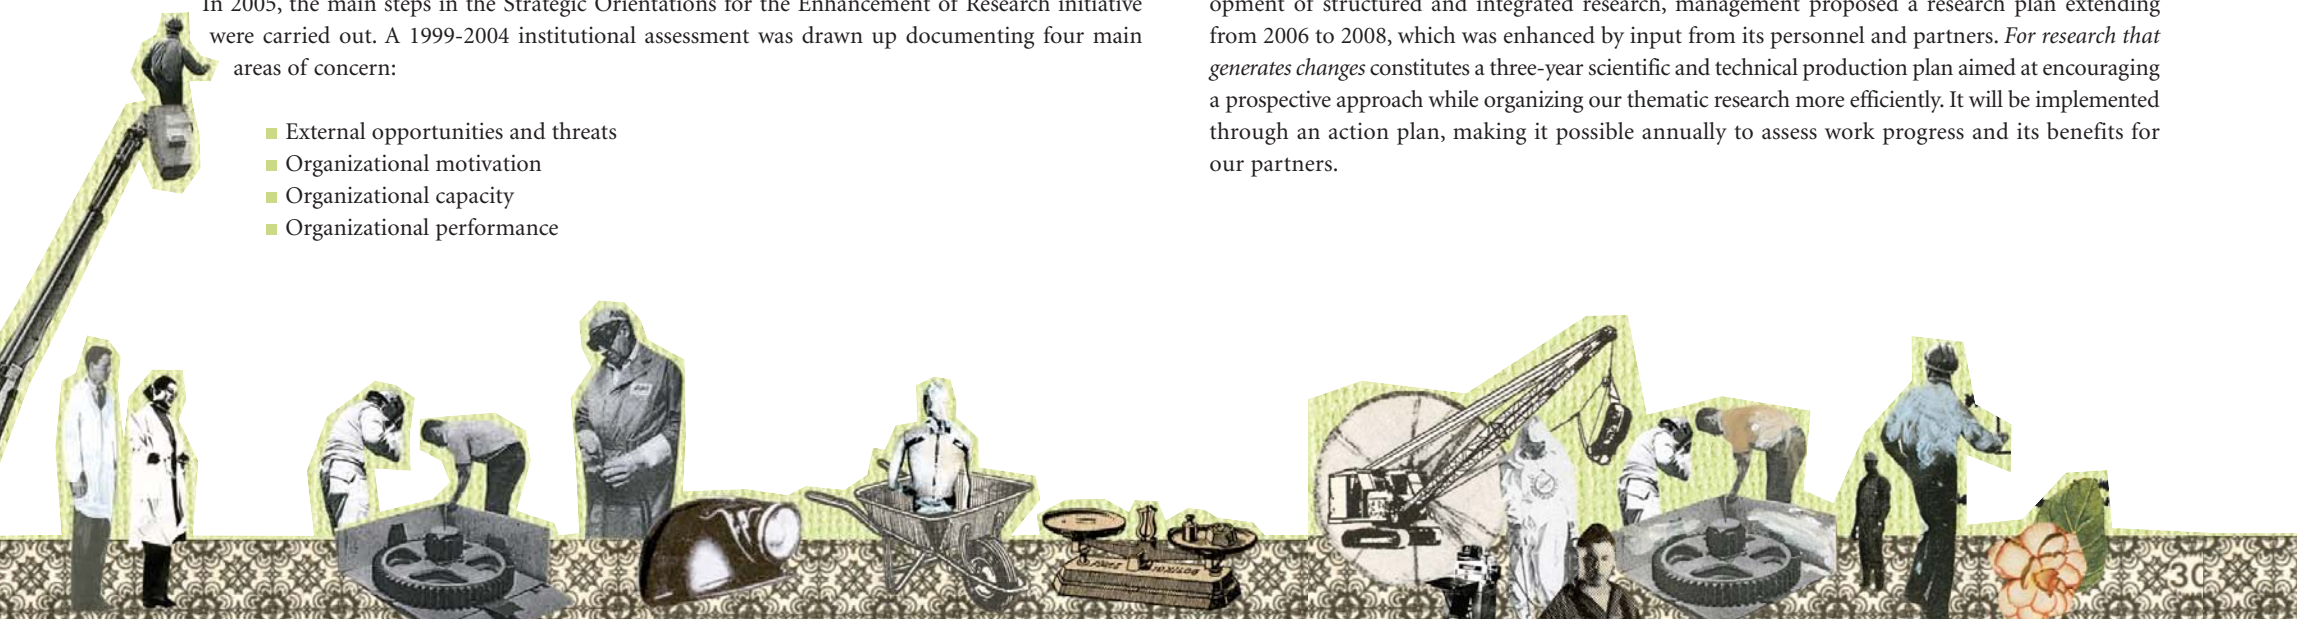 In 2005, the main steps in the Strategic Orientations for the Enhancement of Research initiative
were carried out. A 1999-2004 institutional assessment was drawn up documenting four main
areas of concern:
External opportunities and threats
Organizational motivation
Organizational capacity
Organizational performance
opment of structured and integrated research, management proposed a research plan extending
from 2006 to 2008, which was enhanced by input from its personnel and partners. For research that
generates changes constitutes a three-year scientific and technical production plan aimed at encouraging
a prospective approach while organizing our thematic research more efficiently. It will be implemented
through an action plan, making it possible annually to assess work progress and its benefits for
our partners.